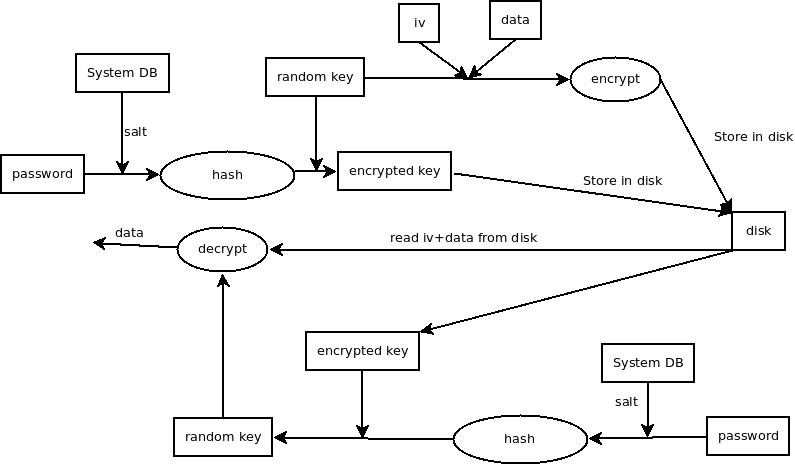 iv
data
System DB
random key
encrypt
salt
Store in disk
password
hash
encrypted key
Store in disk
data
decrypt
read iv+data from disk
disk
encrypted key
System DB
salt
random key
hash
password